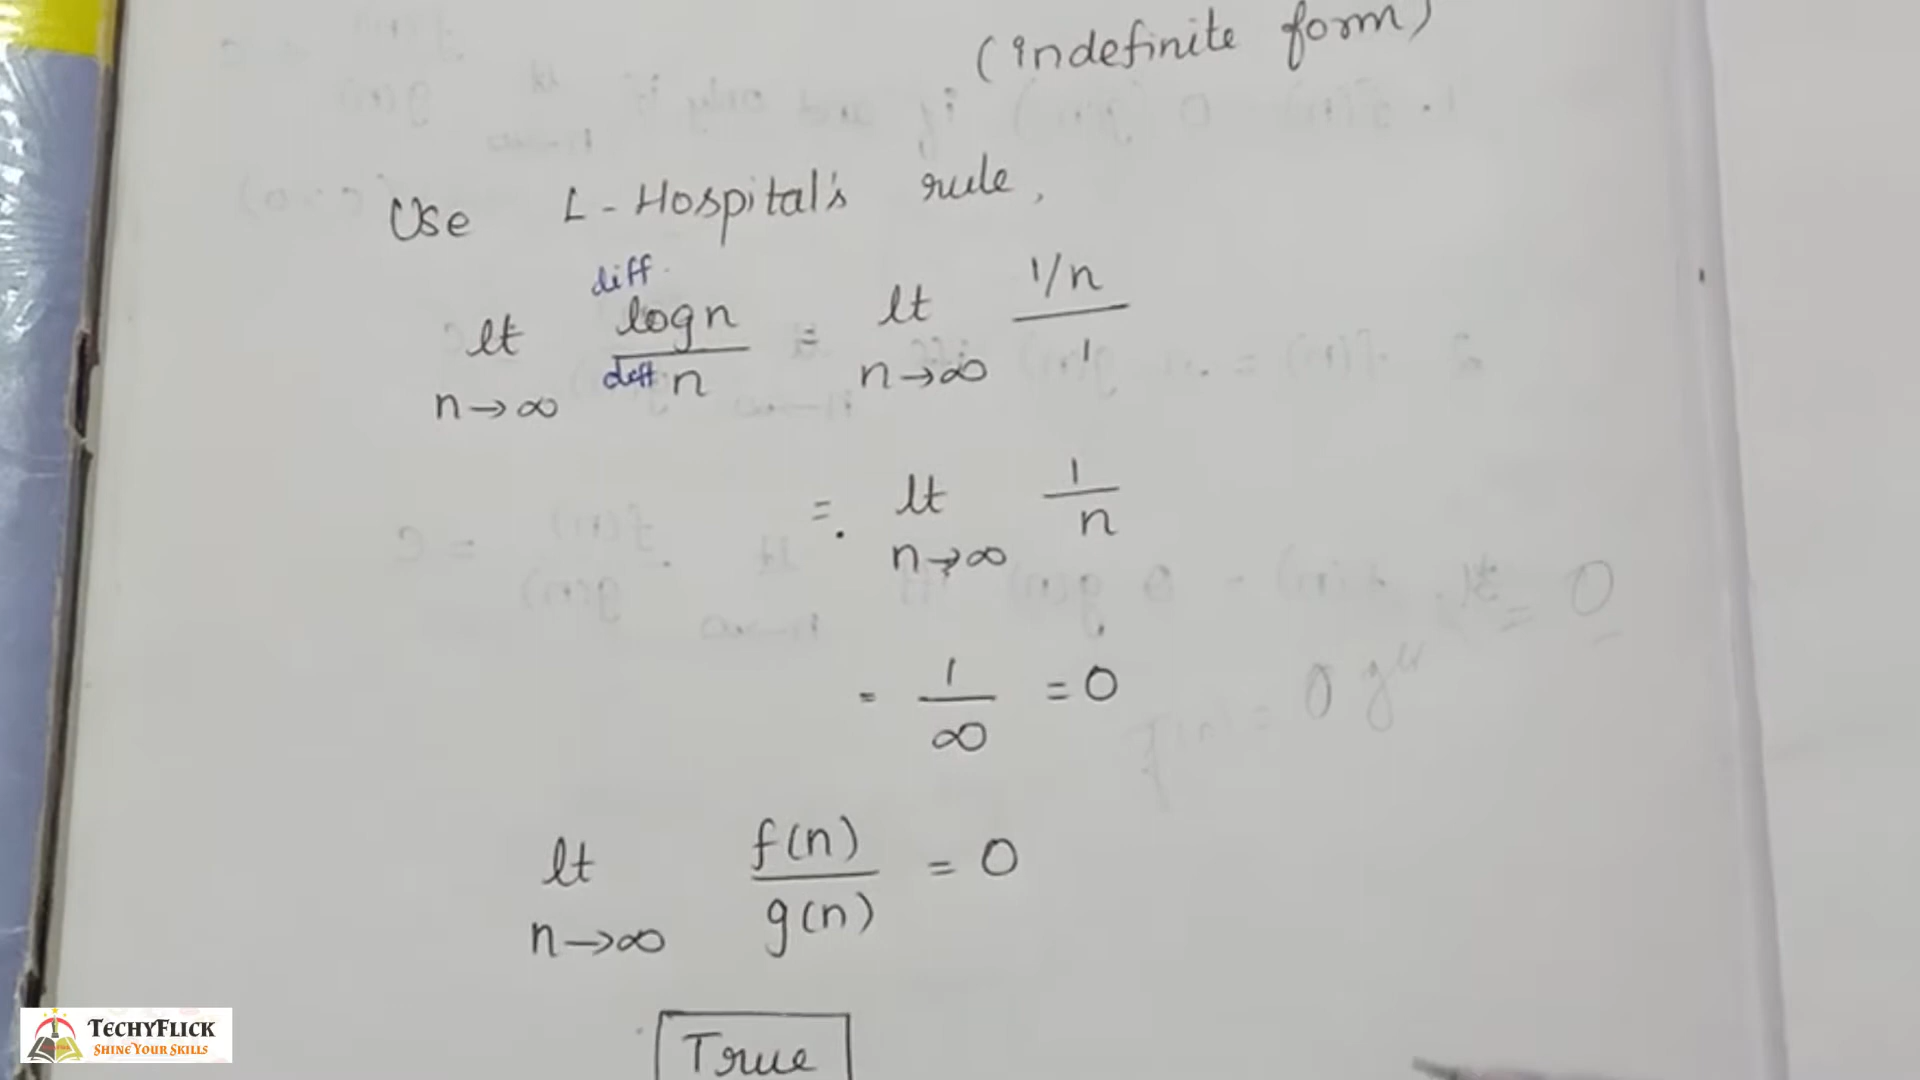 (indefinite form)
Use L-Hospital's rule,
diff
lt log n = lt 1/n
n→∞ diff n n→∞ 1
= lt 1
n→∞ n
= 1 = 0
∞
lt f(n) = 0
n→∞ g(n)
True
TECHYFLICK
SHINE YOUR SKILLS